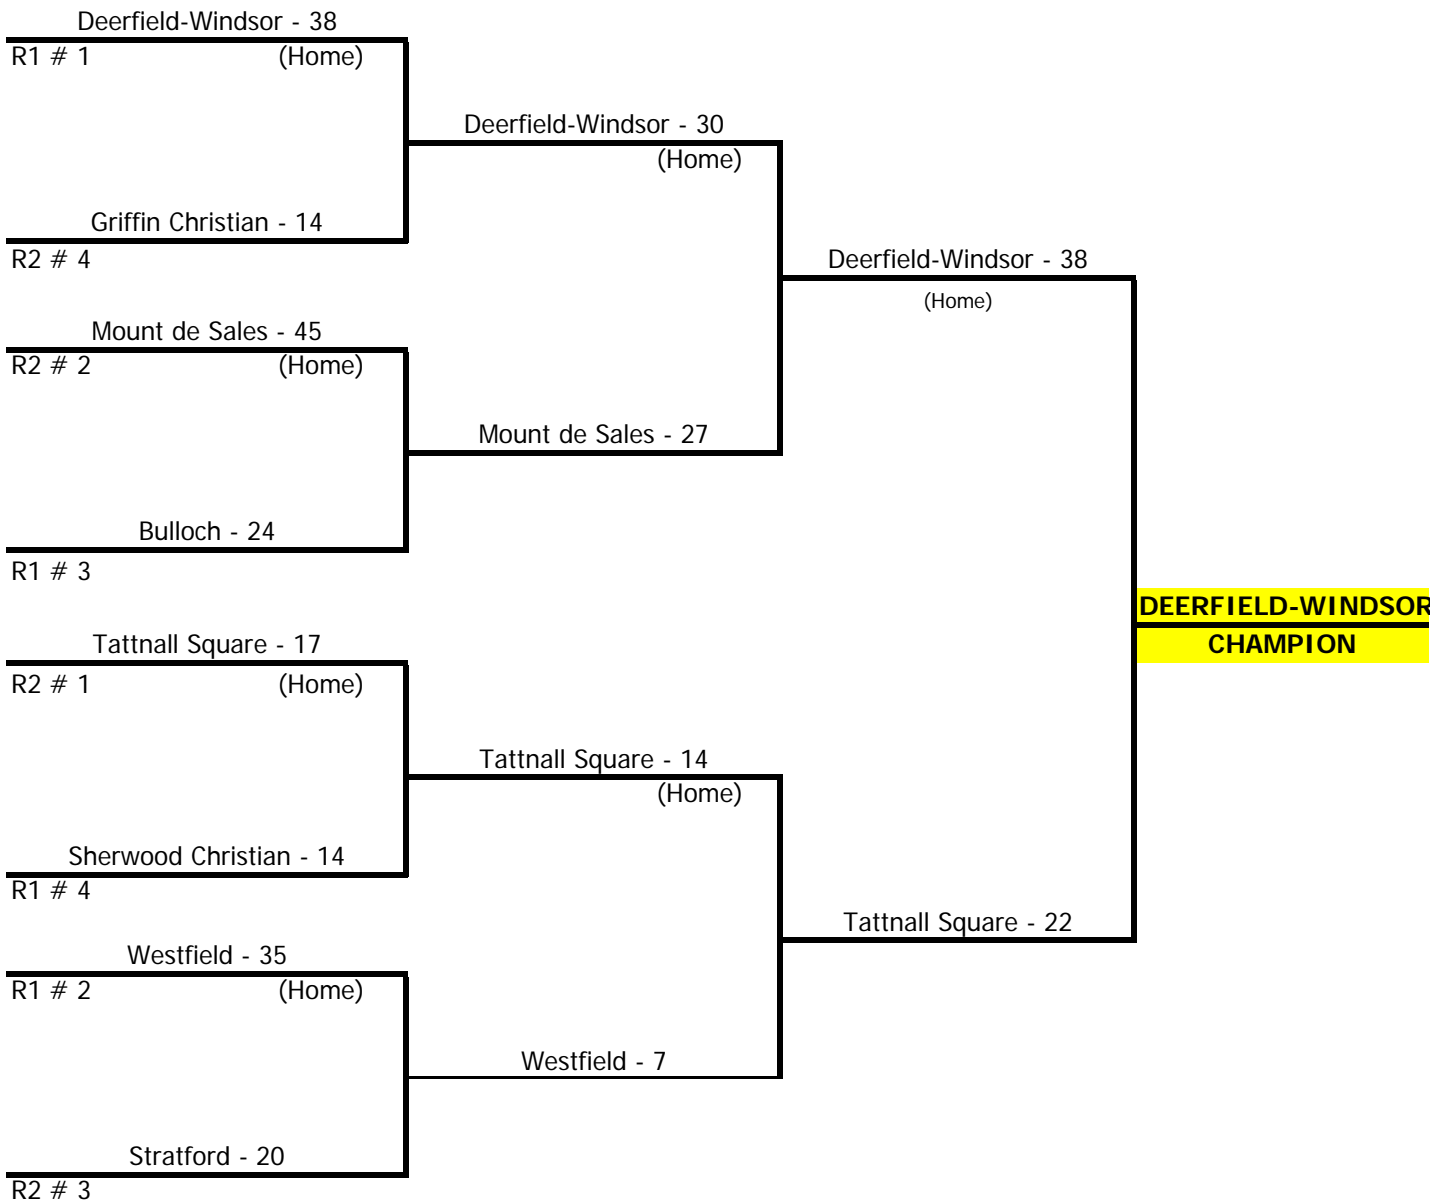 Deerfield-Windsor - 38
R1 # 1 (Home)
Griffin Christian - 14
R2 # 4
Mount de Sales - 45
R2 # 2 (Home)
Bulloch - 24
R1 # 3
Tattnall Square - 17
R2 # 1 (Home)
Sherwood Christian - 14
R1 # 4
Westfield - 35
R1 # 2 (Home)
Stratford - 20
R2 # 3
Deerfield-Windsor - 30
(Home)
Mount de Sales - 27
Tattnall Square - 14
(Home)
Westfield - 7
Deerfield-Windsor - 38
(Home)
Tattnall Square - 22
DEERFIELD-WINDSOR
CHAMPION